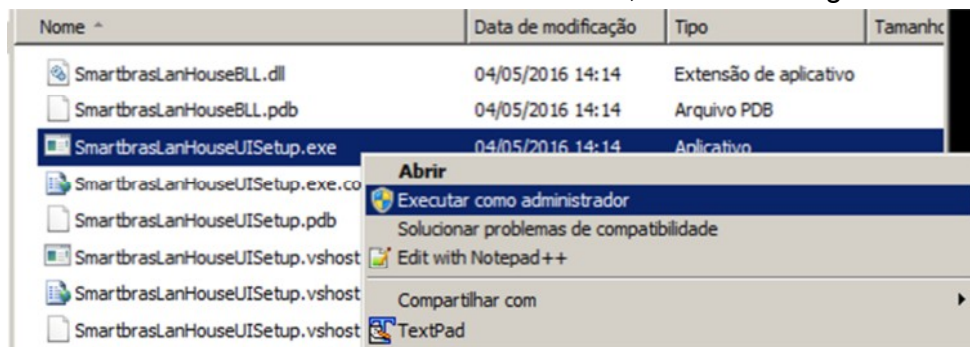 Nome Data de modificação Tipo Tamanho
SmartbrasLanHouseBLL.dll 04/05/2016 14:14 Extensão de aplicativo
SmartbrasLanHouseBLL.pdb 04/05/2016 14:14 Arquivo PDB
SmartbrasLanHouseUISetup.exe 04/05/2016 14:14 Aplicativo
Abrir
SmartbrasLanHouseUISetup.exe.co
Executar como administrador
SmartbrasLanHouseUISetup.pdb
Solucionar problemas de compatibilidade
SmartbrasLanHouseUISetup.vshost
Edit with Notepad++
SmartbrasLanHouseUISetup.vshost
Compartilhar com
SmartbrasLanHouseUISetup.vshost
TextPad